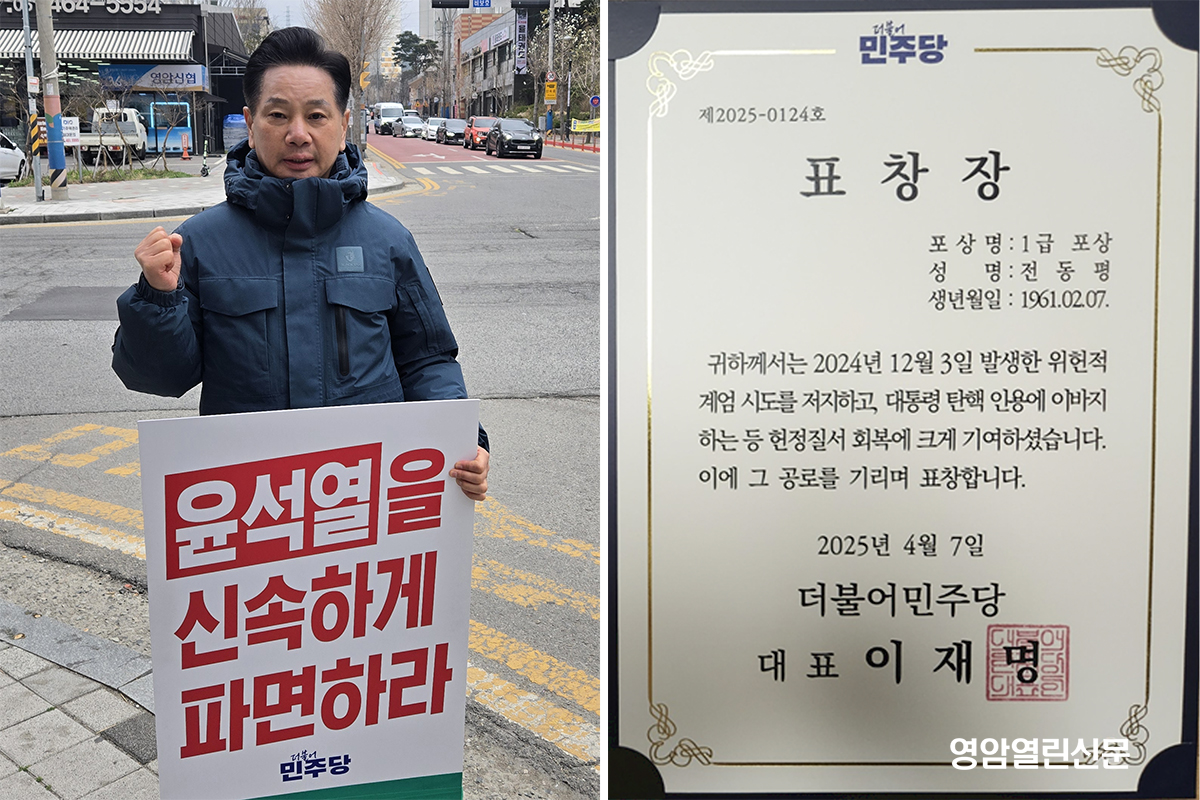 464-5554
영암신협
윤석열을
신속하게
파면하라
더불어
민주당
더불어
민주당
제2025-0124호
표 창 장
포 상 명 : 1급 포상
성 명 : 전 동 평
생년월일 : 1961.02.07.
귀하께서는 2024년 12월 3일 발생한 위헌적
계엄 시도를 저지하고, 대통령 탄핵 인용에 이바지
하는 등 헌정질서 회복에 크게 기여하셨습니다.
이에 그 공로를 기리며 표창합니다.
2025년 4월 7일
더불어민주당
대 표 이 재 명
영암열린신문